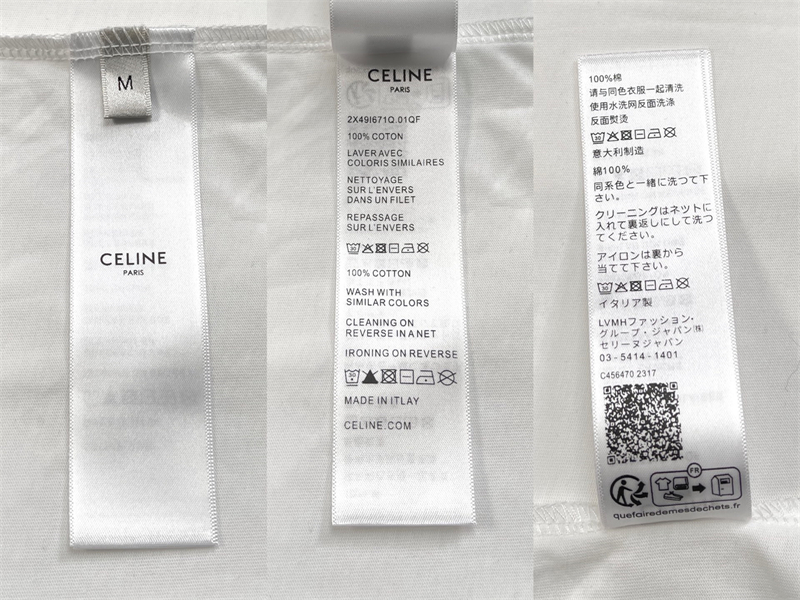 M
CELINE
PARIS
CELINE
PARIS
2X49I671Q.01QF
100% COTON
LAVER AVEC
COLORIS SIMILAIRES
NETTOYAGE
SUR L'ENVERS
DANS UN FILET
REPASSAGE
SUR L'ENVERS
30
100% COTTON
WASH WITH
SIMILAR COLORS
CLEANING ON
REVERSE IN A NET
IRONING ON REVERSE
30
MADE IN ITLAY
CELINE.COM
100%棉
请与同色衣服一起清洗
使用水洗网反面洗涤
反面熨烫
30
意大利制造
綿100%
同系色と一緒に洗つて下
さい。
クリーニングはネットに
入れて裏返しにして洗つ
てください。
アイロンは裏から
当てて下さい。
30
イタリア製
LVMHファッション・
グループ・ジャパン㈱
セリーヌジャパン
03-5414-1401
C456470 2317
FR
quefairedemesdechets.fr